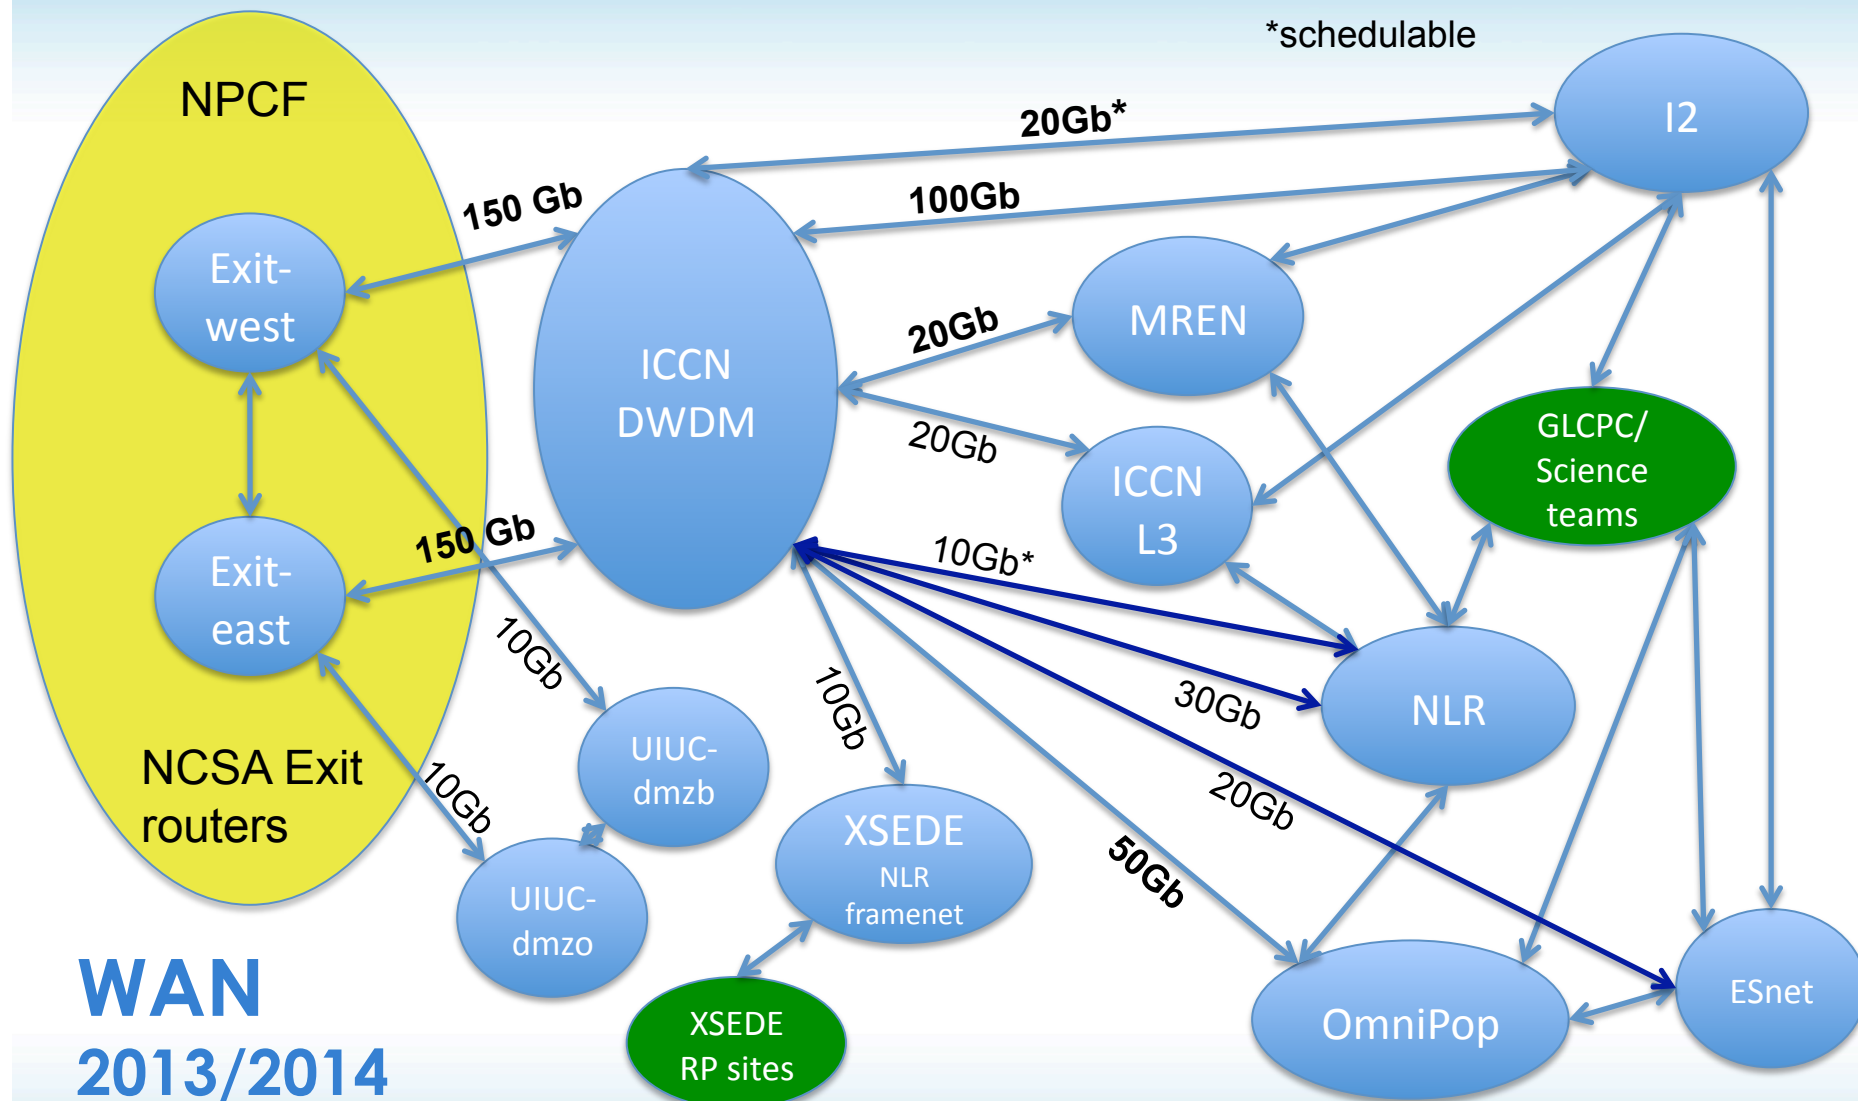 *schedulable
NPCF
I2
20Gb*
150 Gb
100Gb
Exit-
west
MREN
20Gb
ICCN
DWDM
20Gb
GLCPC/
Science
teams
ICCN
L3
150 Gb
10Gb*
Exit-
east
10Gb
10Gb
30Gb
NLR
UIUC-
dmzb
NCSA Exit
routers
10Gb
20Gb
XSEDE
NLR
framenet
50Gb
UIUC-
dmzo
WAN
2013/2014
XSEDE
RP sites
OmniPop
ESnet